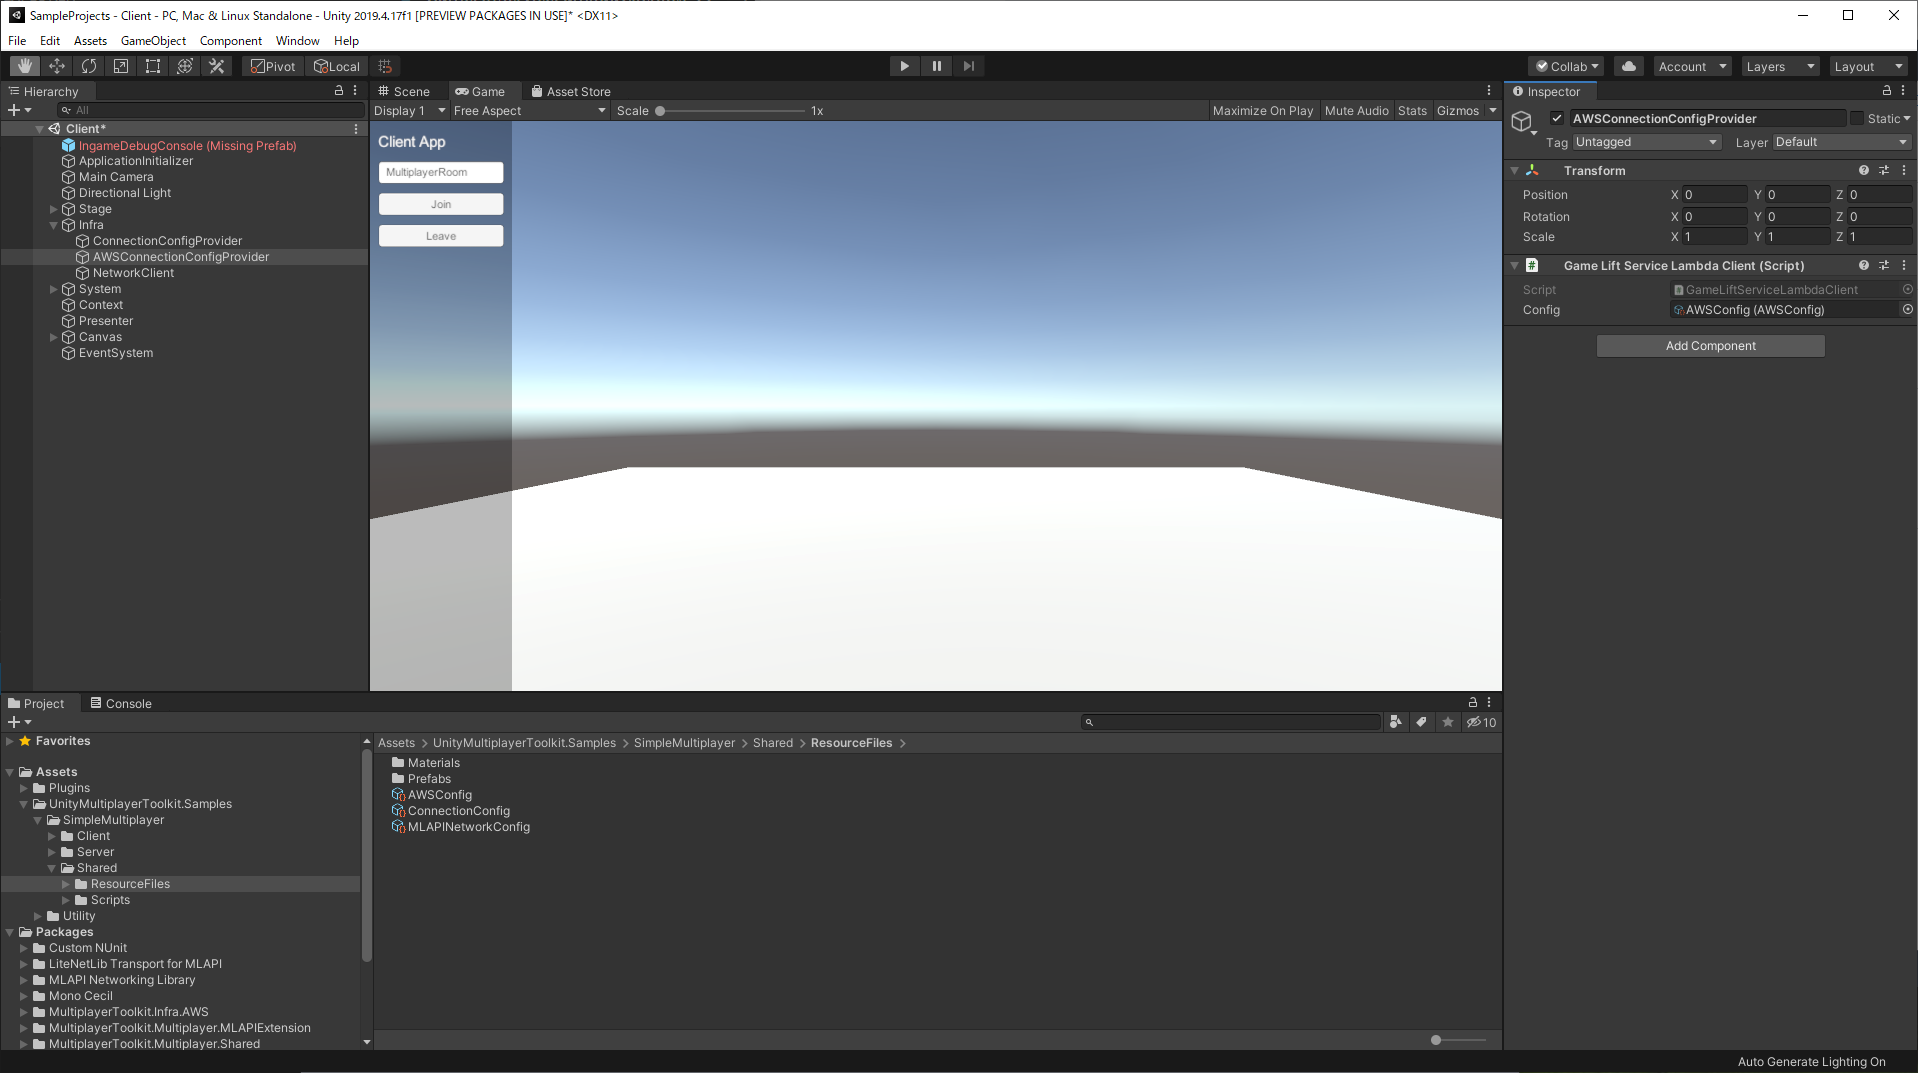 SampleProjects - Client - PC, Mac & Linux Standalone - Unity 2019.4.17f1 [PREVIEW PACKAGES IN USE]* <DX11>
File Edit Assets GameObject Component Window Help
Pivot Local
Collab Account Layers Layout
Hierarchy
All
Client*
IngameDebugConsole (Missing Prefab)
ApplicationInitializer
Main Camera
Directional Light
Stage
Infra
ConnectionConfigProvider
AWSConnectionConfigProvider
NetworkClient
System
Context
Presenter
Canvas
EventSystem
Scene Game Asset Store
Display 1 Free Aspect Scale 1x Maximize On Play Mute Audio Stats Gizmos
Client App
MultiplayerRoom
Join
Leave
Inspector
AWSConnectionConfigProvider Static
Tag Untagged Layer Default
Transform
Position X 0 Y 0 Z 0
Rotation X 0 Y 0 Z 0
Scale X 1 Y 1 Z 1
# Game Lift Service Lambda Client (Script)
Script GameLiftServiceLambdaClient
Config AWSConfig (AWSConfig)
Add Component
Project Console
10
Favorites
Assets
Plugins
UnityMultiplayerToolkit.Samples
SimpleMultiplayer
Client
Server
Shared
ResourceFiles
Scripts
Utility
Packages
Custom NUnit
LiteNetLib Transport for MLAPI
MLAPI Networking Library
Mono Cecil
MultiplayerToolkit.Infra.AWS
MultiplayerToolkit.Multiplayer.MLAPIExtension
MultiplayerToolkit.Multiplayer.Shared
Assets > UnityMultiplayerToolkit.Samples > SimpleMultiplayer > Shared > ResourceFiles >
Materials
Prefabs
AWSConfig
ConnectionConfig
MLAPINetworkConfig
Auto Generate Lighting On